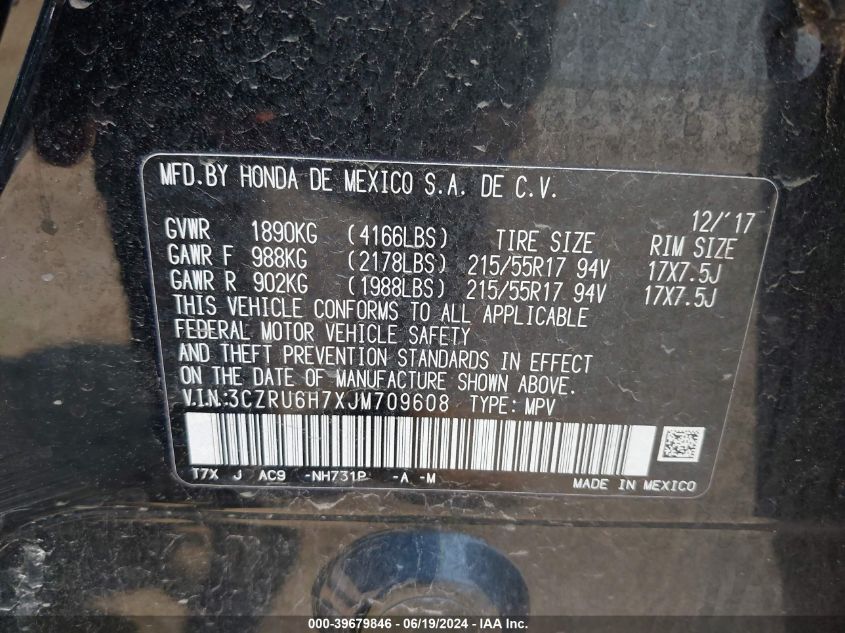 MFD.BY HONDA DE MEXICO S.A. DE C.V.
12/'17
GVWR 1890KG (4166LBS) TIRE SIZE RIM SIZE
GAWR F 988KG (2178LBS) 215/55R17 94V 17X7.5J
GAWR R 902KG (1988LBS) 215/55R17 94V 17X7.5J
THIS VEHICLE CONFORMS TO ALL APPLICABLE
FEDERAL MOTOR VEHICLE SAFETY
AND THEFT PREVENTION STANDARDS IN EFFECT
ON THE DATE OF MANUFACTURE SHOWN ABOVE.
V.I.N:3CZRU6H7XJM709608 TYPE: MPV
T7X J AC9 -NH731P -A -M
MADE IN MEXICO
000-39679846 - 06/19/2024 - IAA Inc.